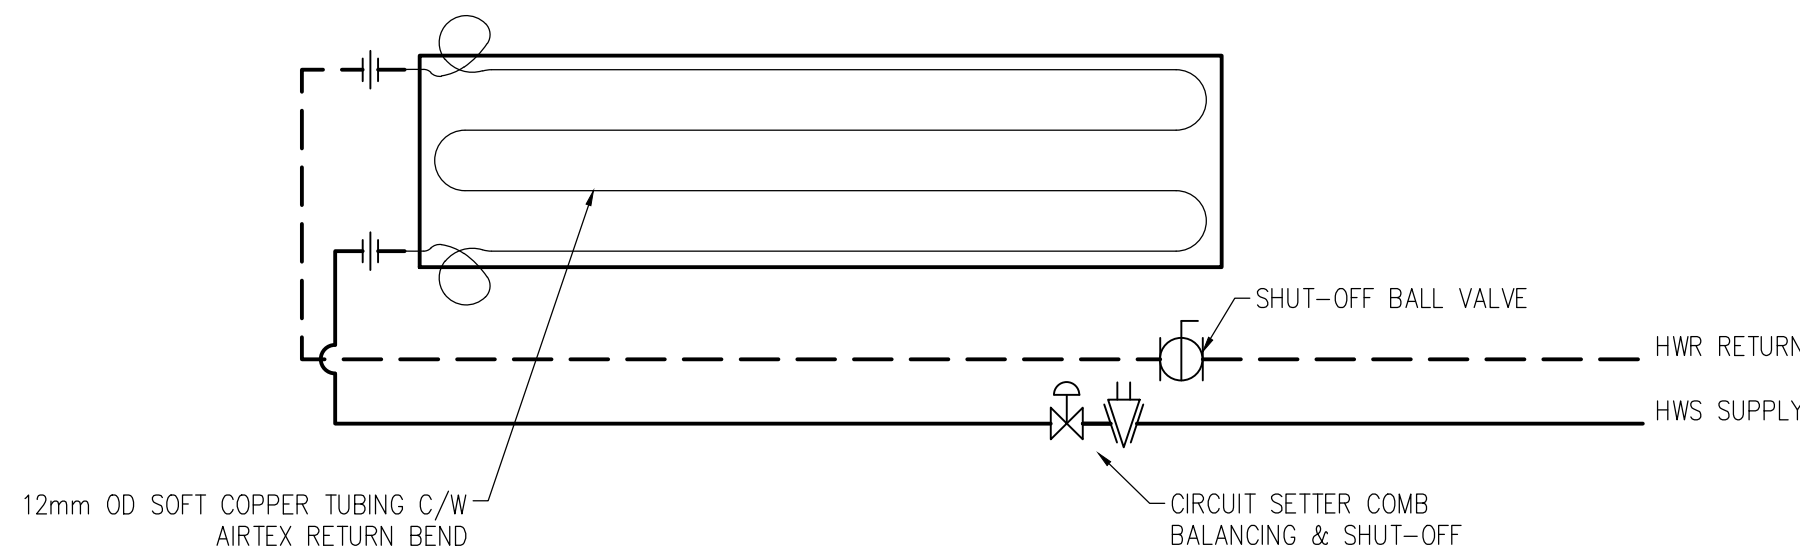 SHUT-OFF BALL VALVE
HWR RETURN
HWS SUPPLY
12mm OD SOFT COPPER TUBING C/W
AIRTEX RETURN BEND
CIRCUIT SETTER COMB
BALANCING & SHUT-OFF